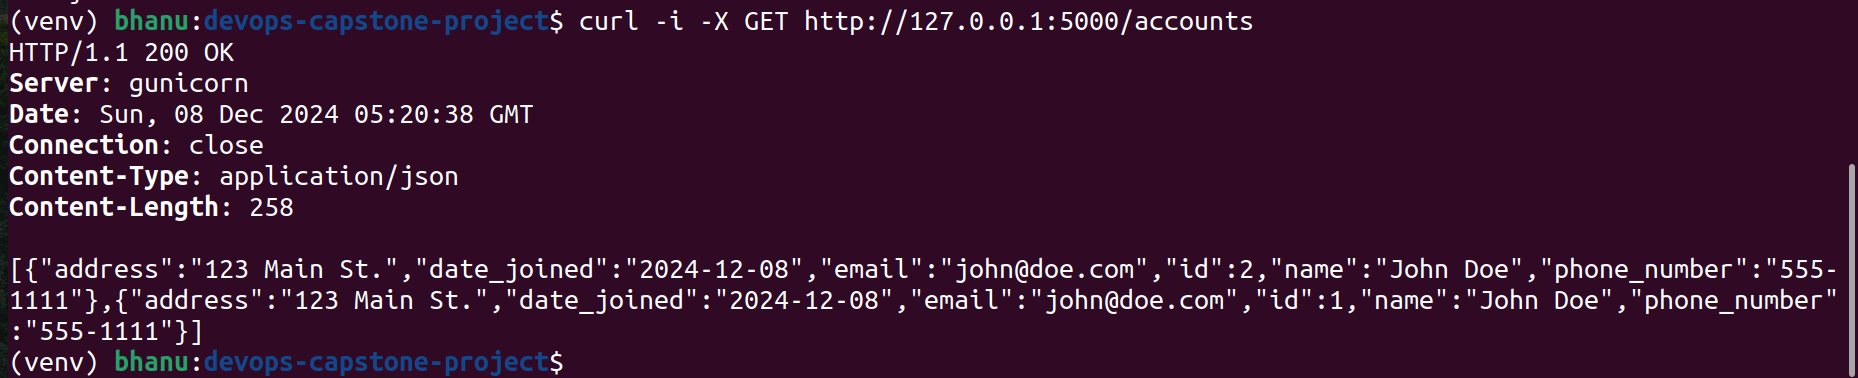 (venv) bhanu:devops-capstone-project$ curl -i -X GET http://127.0.0.1:5000/accounts
HTTP/1.1 200 OK
Server: gunicorn
Date: Sun, 08 Dec 2024 05:20:38 GMT
Connection: close
Content-Type: application/json
Content-Length: 258

[{"address":"123 Main St.","date_joined":"2024-12-08","email":"john@doe.com","id":2,"name":"John Doe","phone_number":"555-
1111"},{"address":"123 Main St.","date_joined":"2024-12-08","email":"john@doe.com","id":1,"name":"John Doe","phone_number"
:"555-1111"}]
(venv) bhanu:devops-capstone-project$